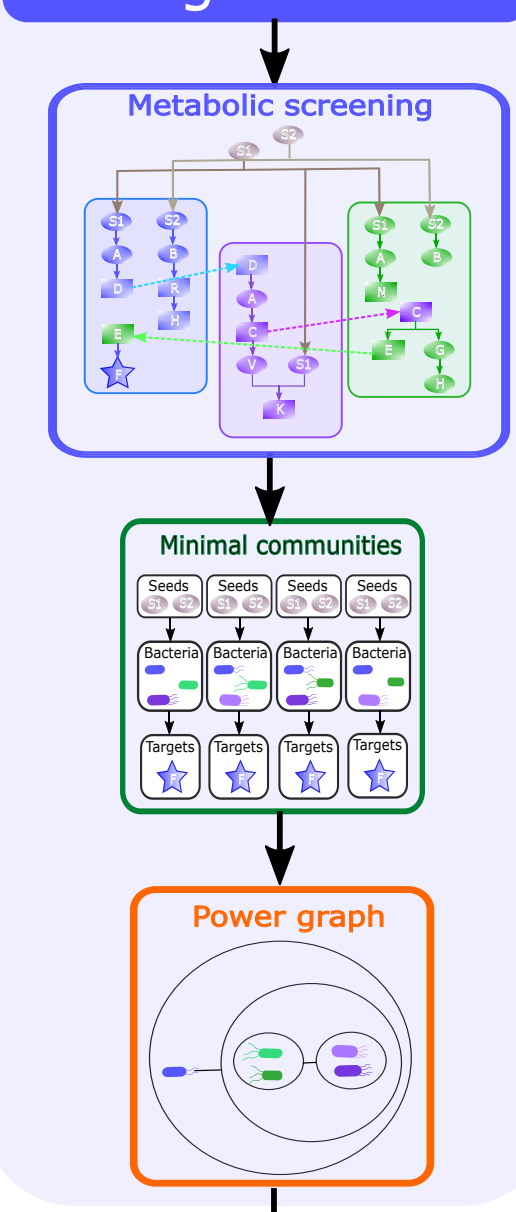 Metabolic screening
S2
S1
S1 S2 S1 S2
A B D A B
D R A N
H C C
E V S1 E G
F K H
Minimal communities
Seeds Seeds Seeds Seeds
S1 S2 S1 S2 S1 S2 S1 S2
Bacteria Bacteria Bacteria Bacteria
Targets Targets Targets Targets
F F F F
Power graph